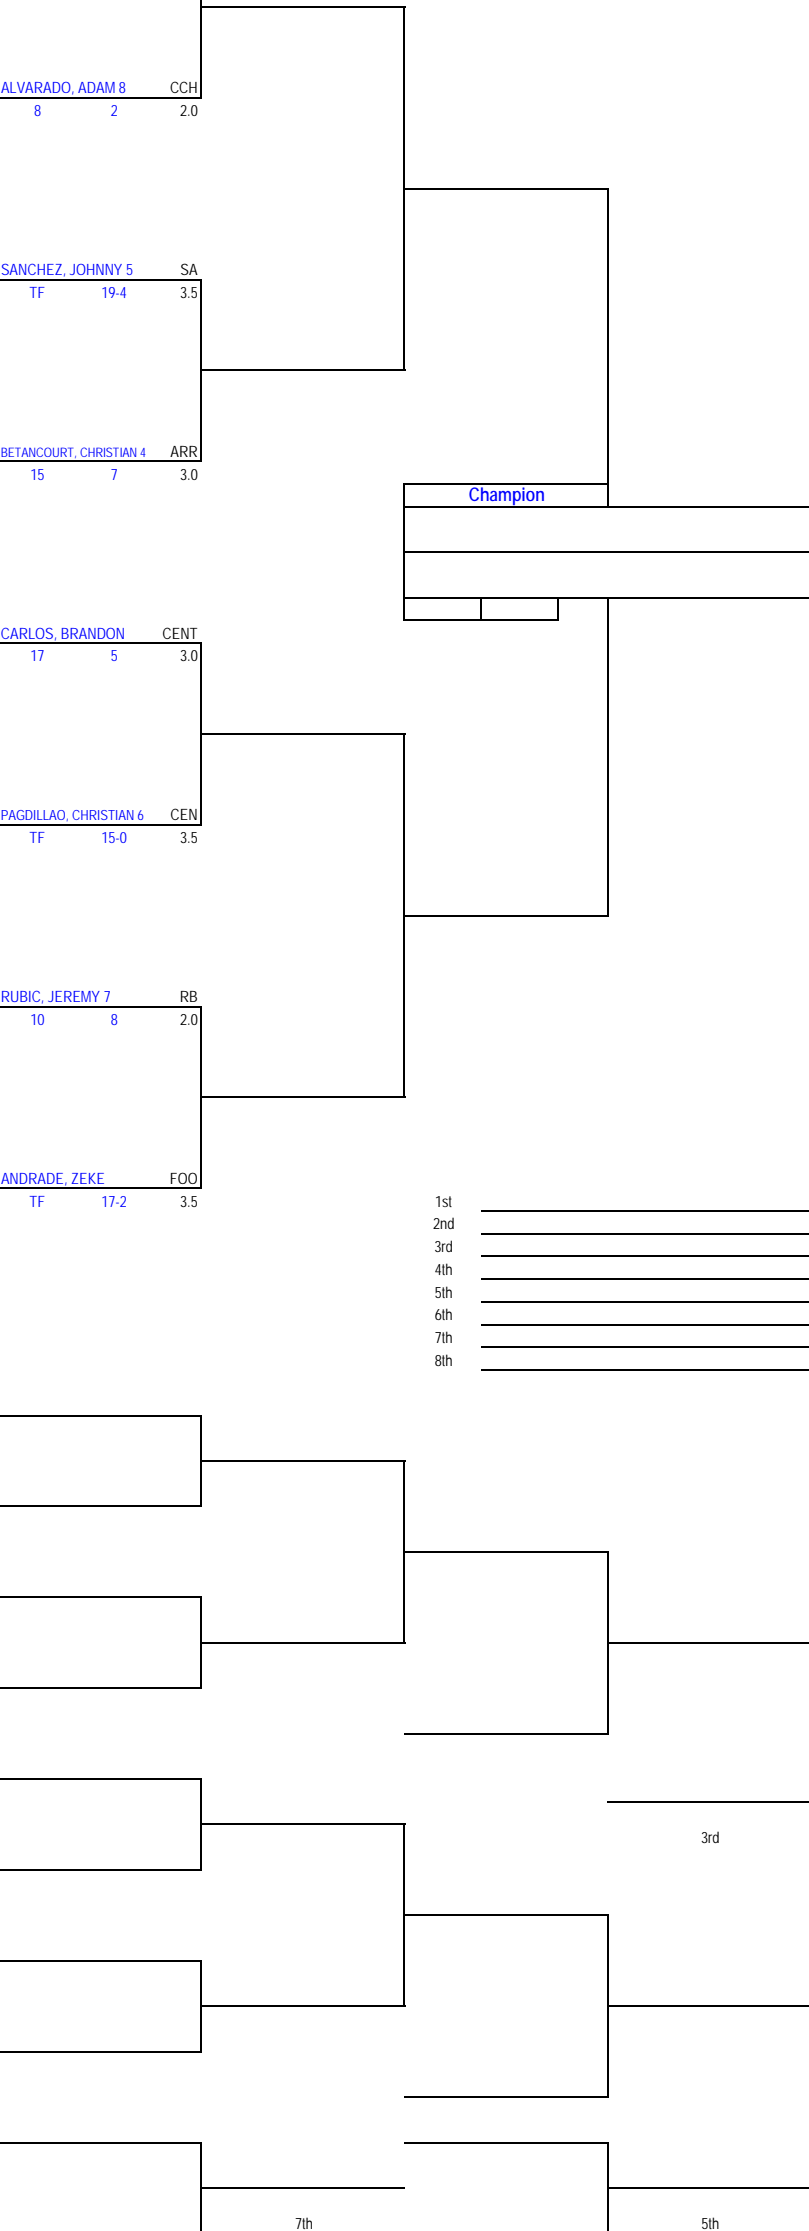 ALVARADO, ADAM 8 CCH
8 2 2.0
SANCHEZ, JOHNNY 5 SA
TF 19-4 3.5
BETANCOURT, CHRISTIAN 4 ARR
15 7 3.0
Champion
CARLOS, BRANDON CENT
17 5 3.0
PAGDILLAO, CHRISTIAN 6 CEN
TF 15-0 3.5
RUBIC, JEREMY 7 RB
10 8 2.0
ANDRADE, ZEKE FOO
TF 17-2 3.5
1st
2nd
3rd
4th
5th
6th
7th
8th
3rd
7th 5th